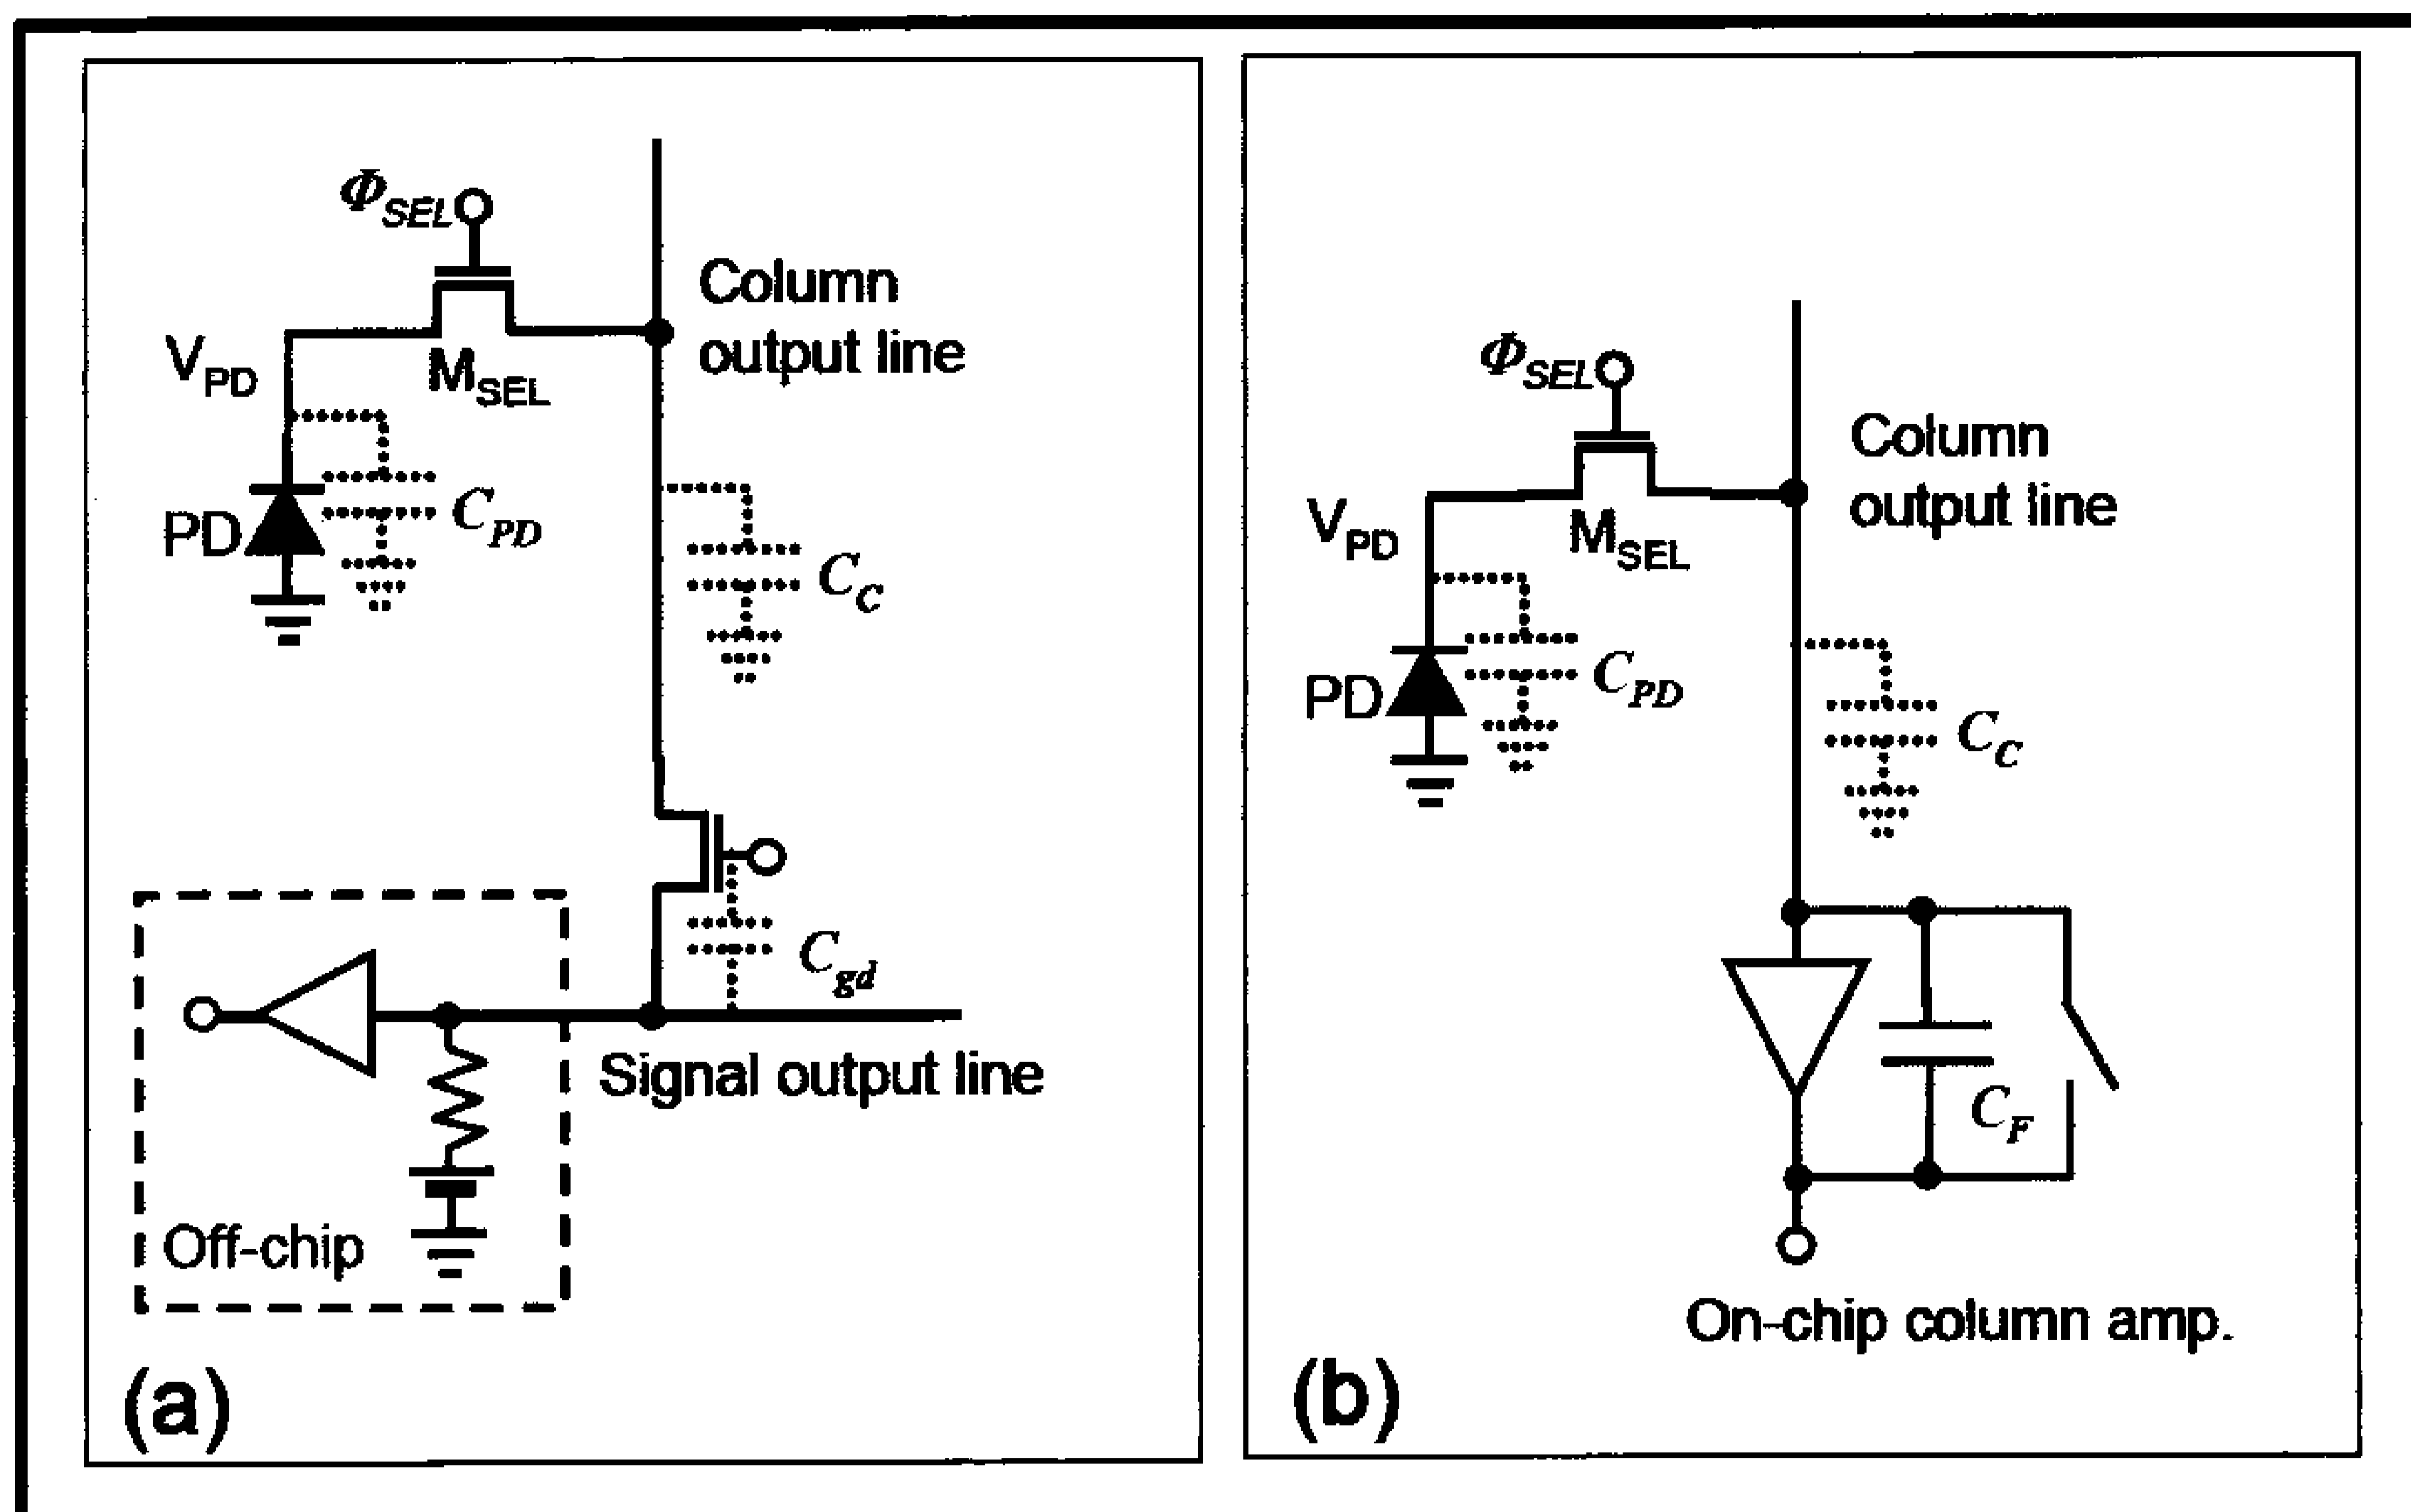 Φ_SEL
Column
output line
V_PD
M_SEL
PD
C_PD
C_C
C_gd
Signal output line
Off-chip
(a)
Φ_SEL
Column
output line
V_PD
M_SEL
PD
C_PD
C_C
C_F
On-chip column amp.
(b)